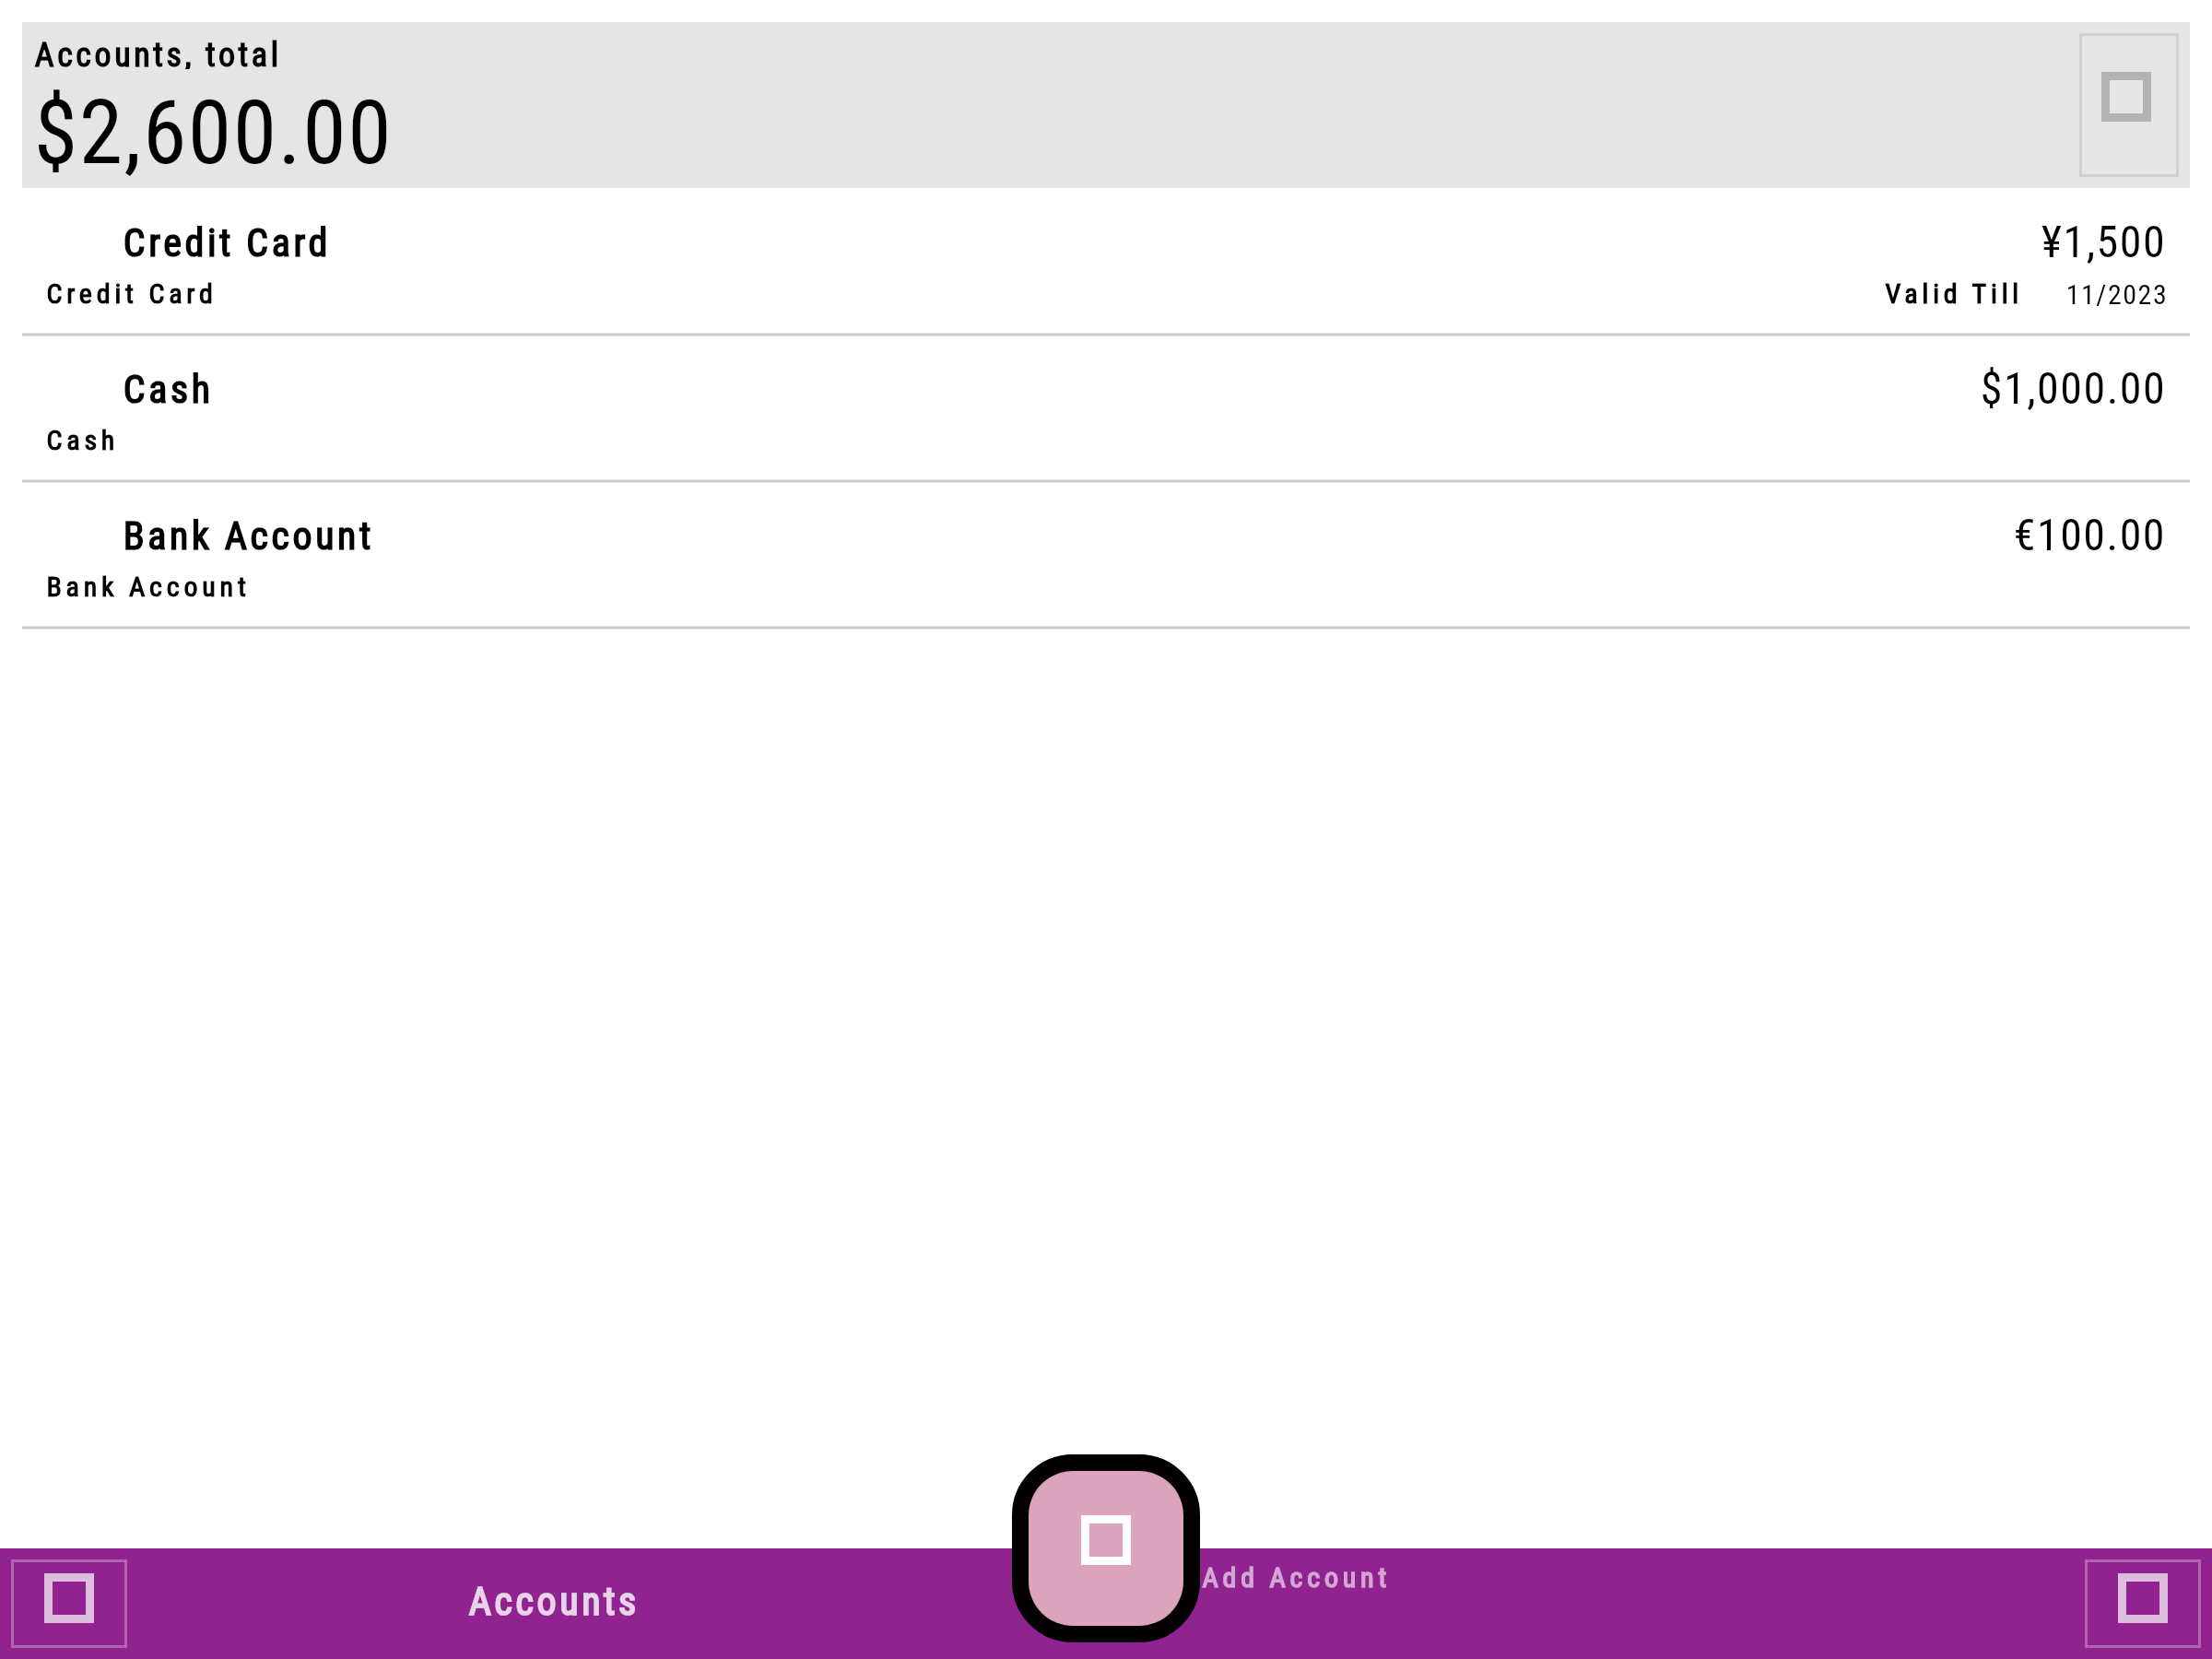 Accounts, total
$2,600.00
Credit Card ¥1,500
Credit Card Valid Till 11/2023
Cash $1,000.00
Cash
Bank Account €100.00
Bank Account
Add Account
Accounts